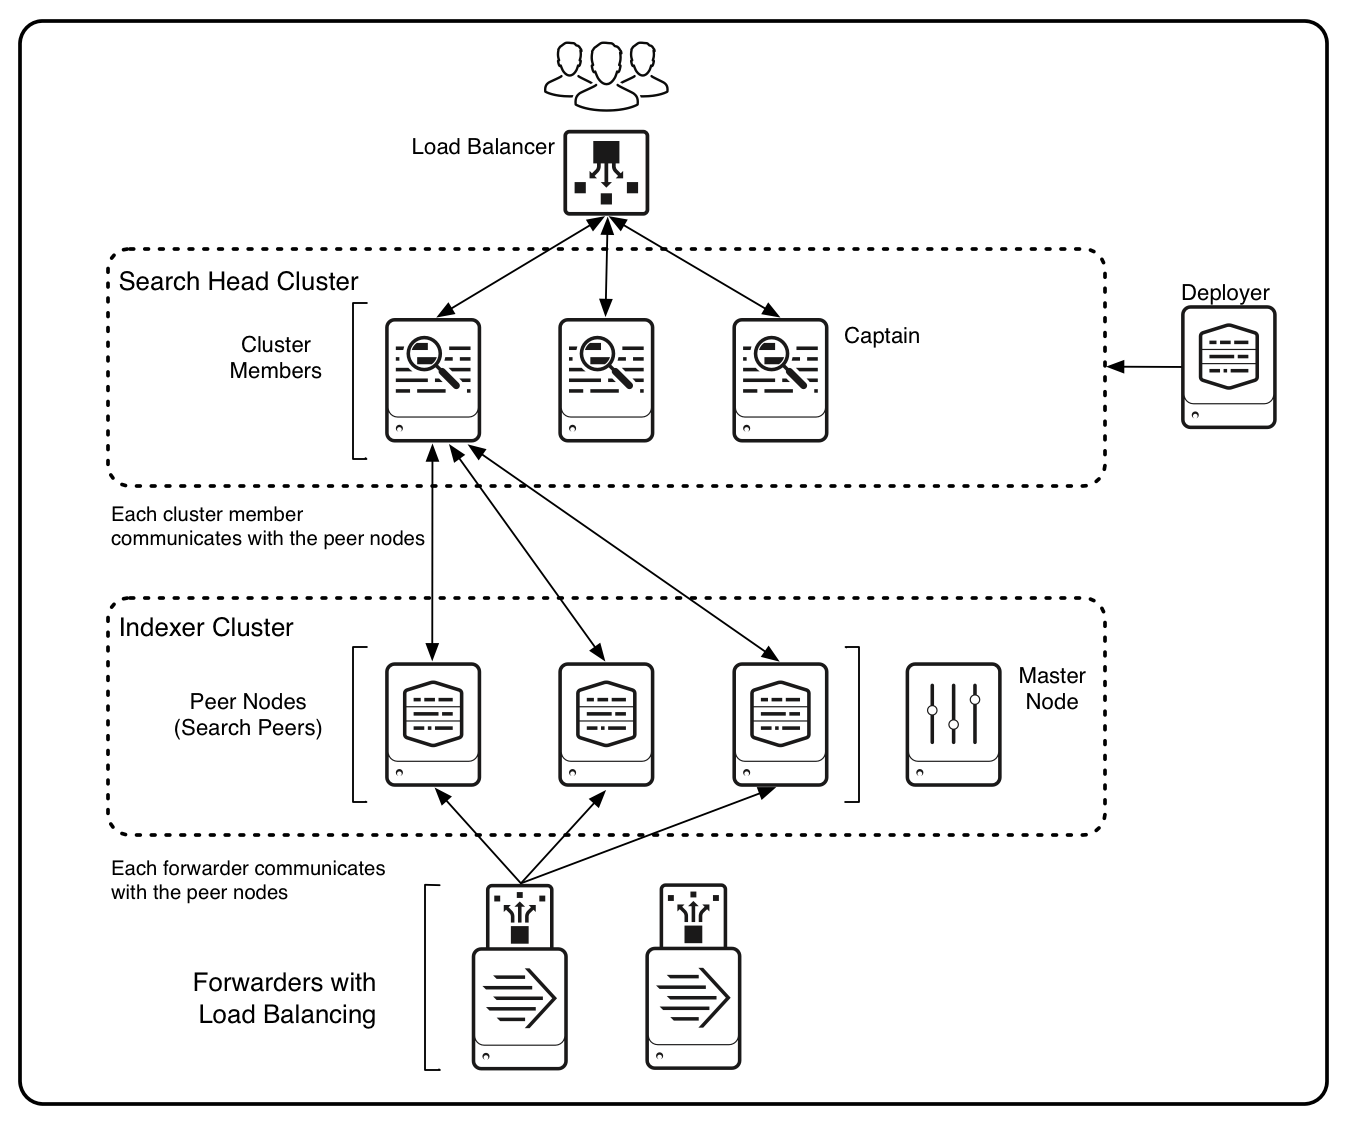 Load Balancer
Search Head Cluster
Deployer
Cluster
Members
Captain
Each cluster member
communicates with the peer nodes
Indexer Cluster
Peer Nodes
(Search Peers)
Master
Node
Each forwarder communicates
with the peer nodes
Forwarders with
Load Balancing